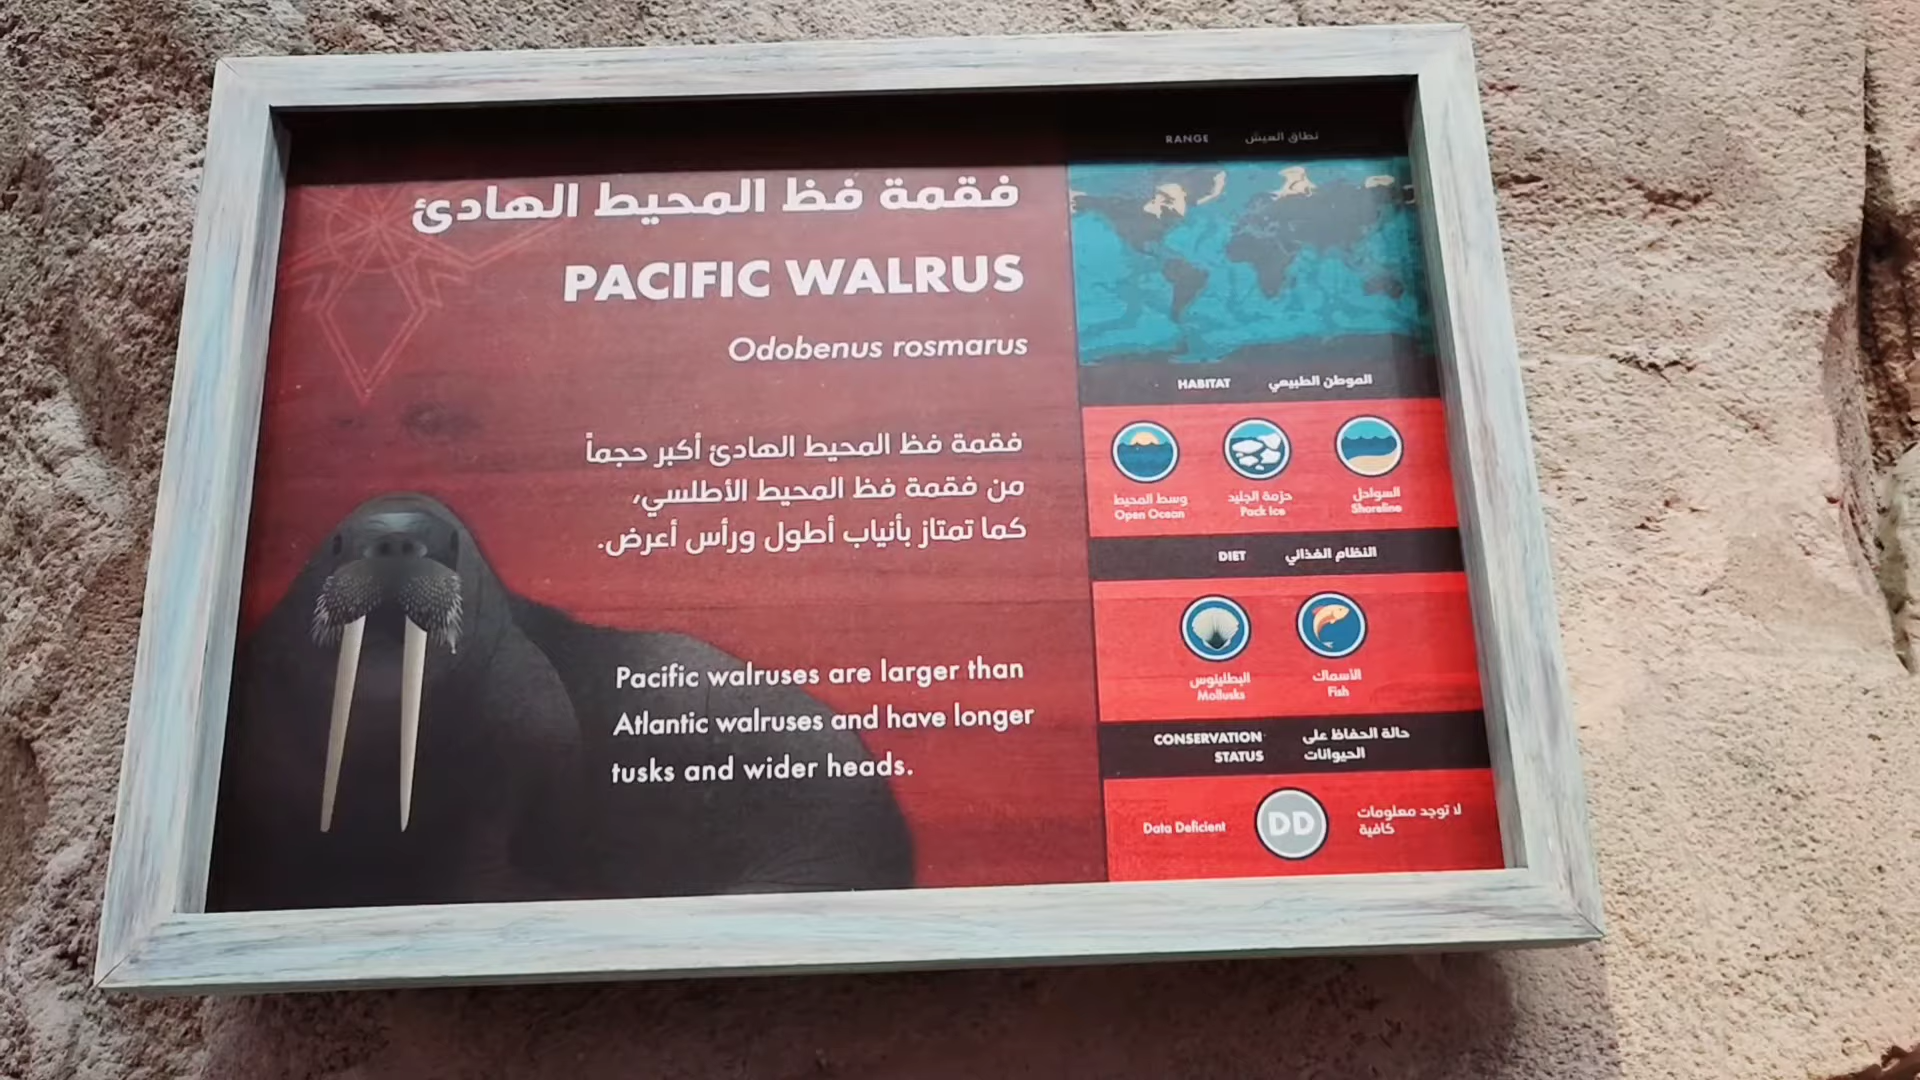 فقمة فظ المحيط الهادئ
PACIFIC WALRUS
Odobenus rosmarus
فقمة فظ المحيط الهادئ أكبر حجماً
من فقمة فظ المحيط الأطلسي،
كما تمتاز بأنياب أطول ورأس أعرض.
Pacific walruses are larger than
Atlantic walruses and have longer
tusks and wider heads.
RANGE نطاق العيش
HABITAT الموطن الطبيعي
وسط المحيط
Open Ocean
حزمة الجليد
Pack Ice
السواحل
Shoreline
DIET النظام الغذائي
البطلينوس
Mollusks
الأسماك
Fish
CONSERVATION
STATUS
حالة الحفاظ على
الحيوانات
Data Deficient
DD
لا توجد معلومات
كافية